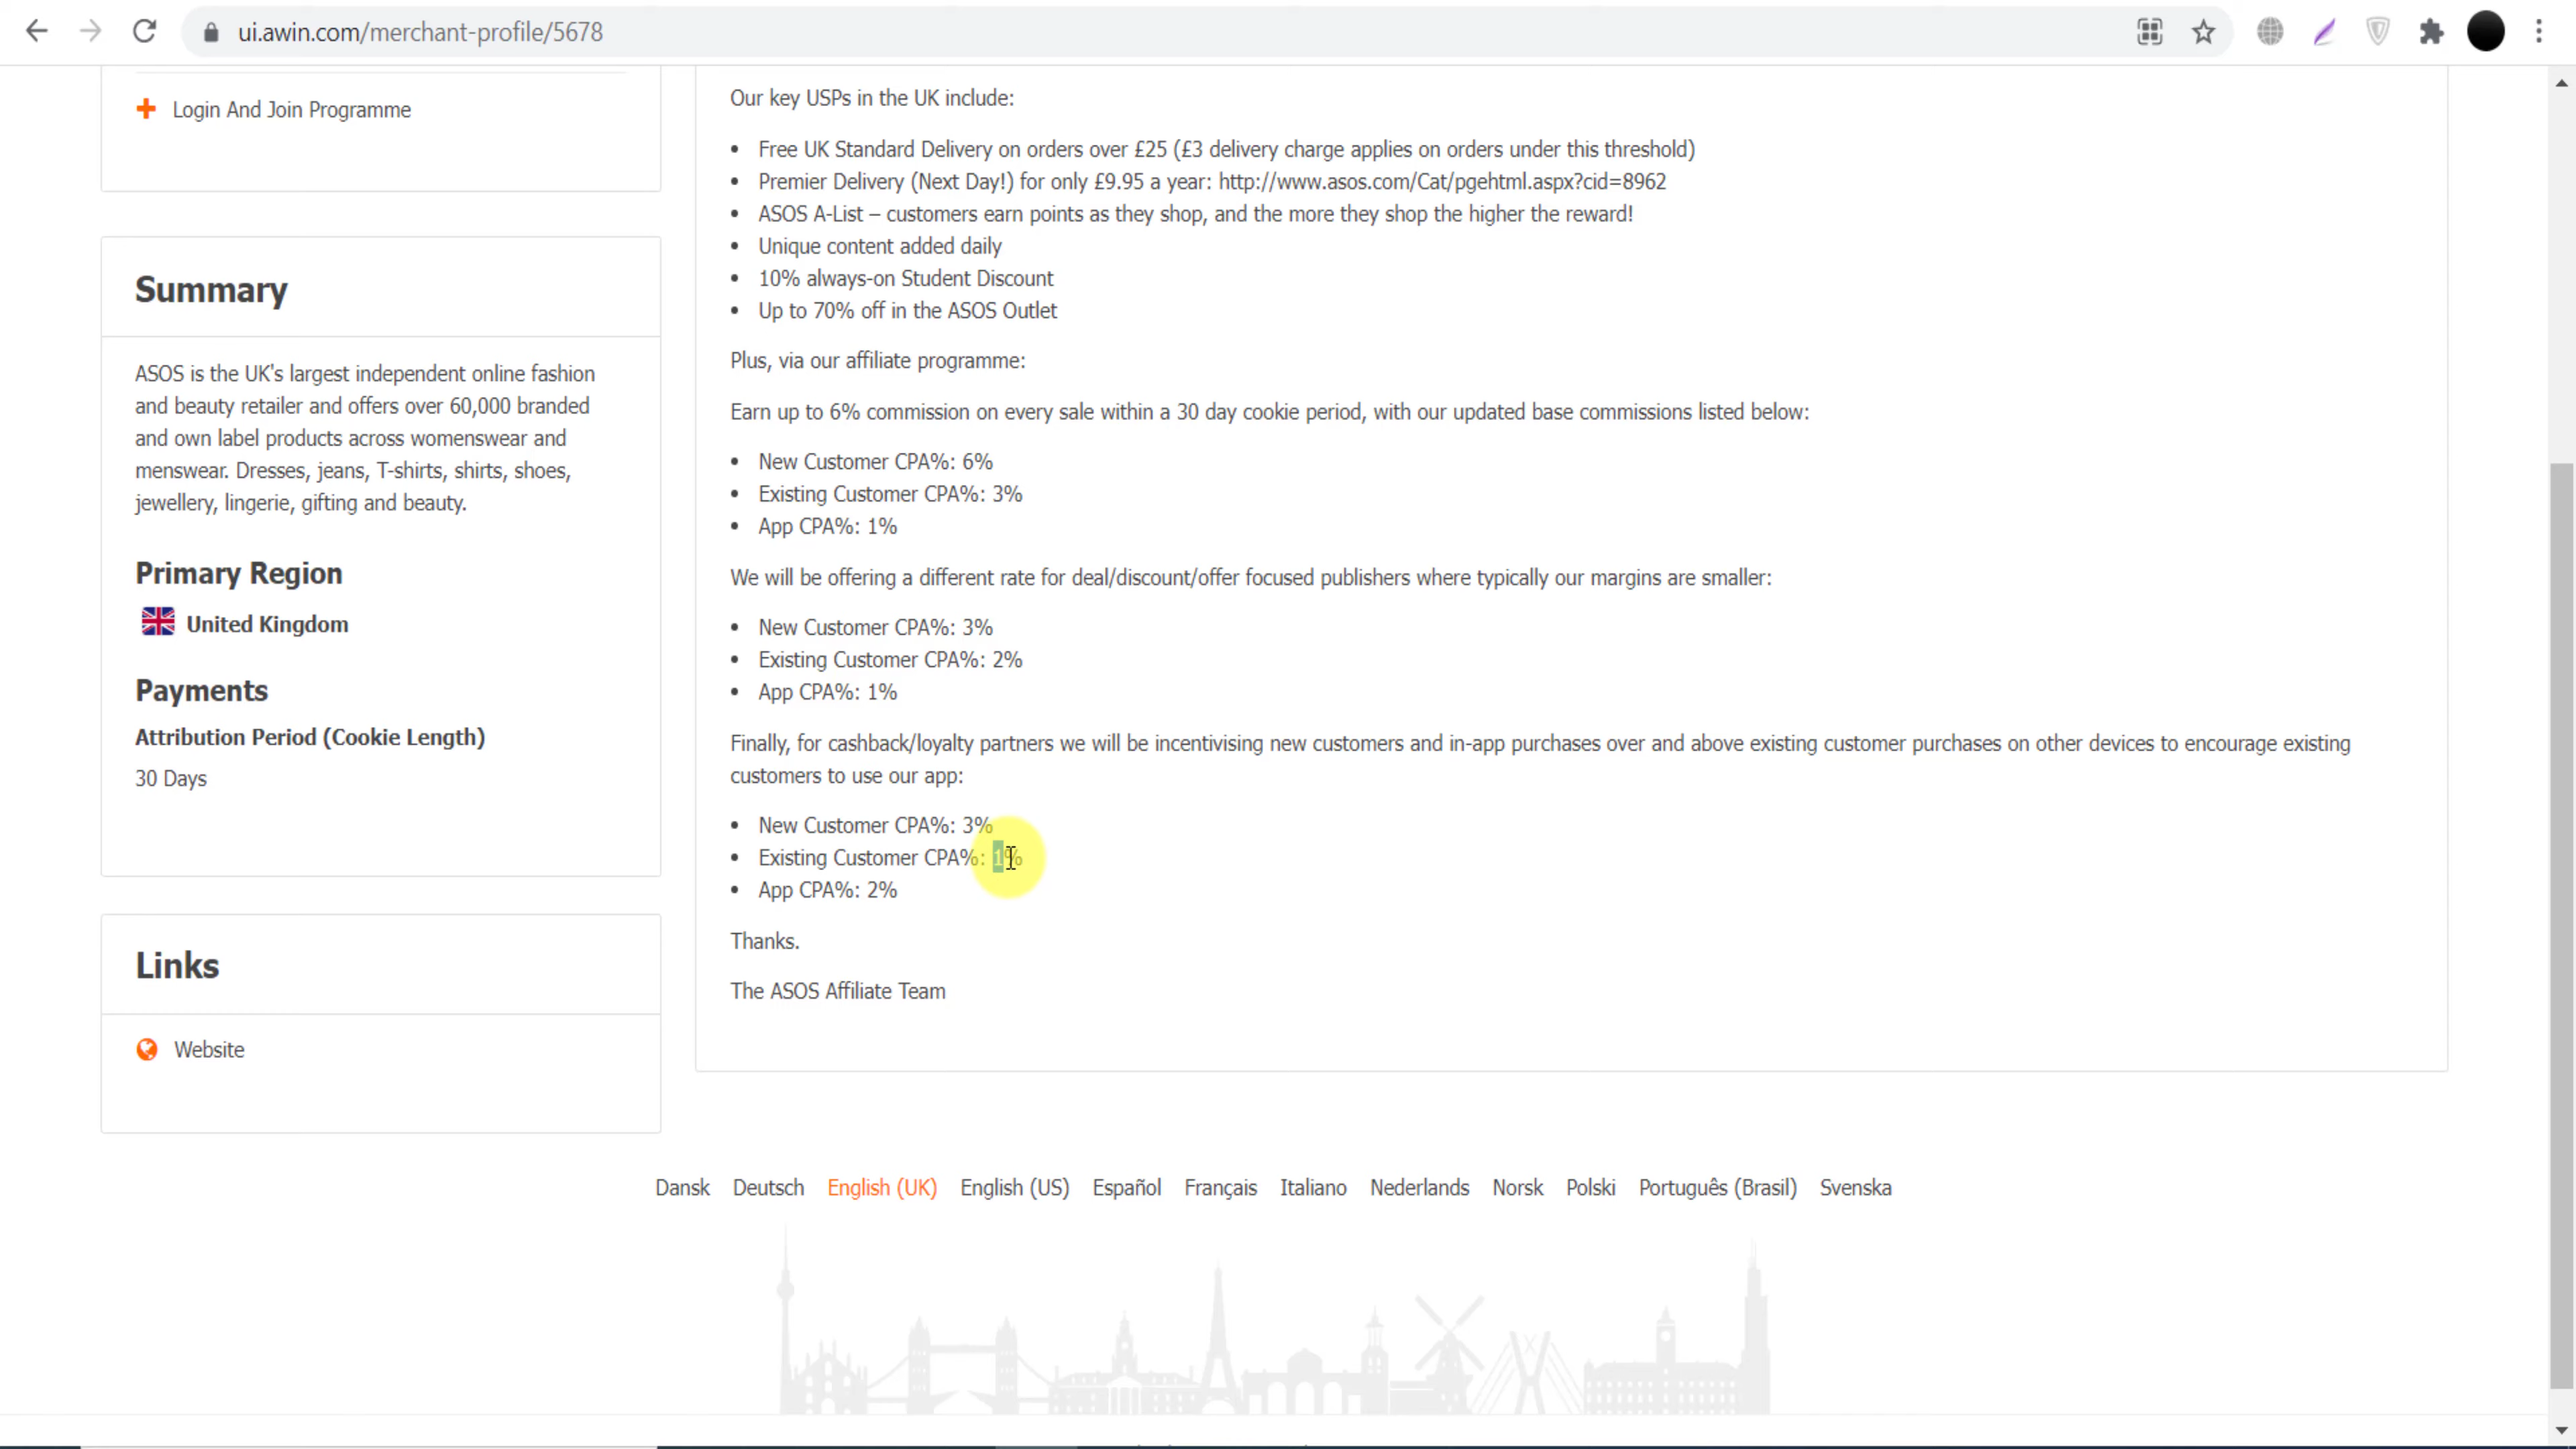 ui.awin.com/merchant-profile/5678
Login And Join Programme
Summary
ASOS is the UK's largest independent online fashion
and beauty retailer and offers over 60,000 branded
and own label products across womenswear and
menswear. Dresses, jeans, T-shirts, shirts, shoes,
jewellery, lingerie, gifting and beauty.
Primary Region
United Kingdom
Payments
Attribution Period (Cookie Length)
30 Days
Links
Website
Our key USPs in the UK include:
• Free UK Standard Delivery on orders over £25 (£3 delivery charge applies on orders under this threshold)
• Premier Delivery (Next Day!) for only £9.95 a year: http://www.asos.com/Cat/pgehtml.aspx?cid=8962
• ASOS A-List – customers earn points as they shop, and the more they shop the higher the reward!
• Unique content added daily
• 10% always-on Student Discount
• Up to 70% off in the ASOS Outlet
Plus, via our affiliate programme:
Earn up to 6% commission on every sale within a 30 day cookie period, with our updated base commissions listed below:
• New Customer CPA%: 6%
• Existing Customer CPA%: 3%
• App CPA%: 1%
We will be offering a different rate for deal/discount/offer focused publishers where typically our margins are smaller:
• New Customer CPA%: 3%
• Existing Customer CPA%: 2%
• App CPA%: 1%
Finally, for cashback/loyalty partners we will be incentivising new customers and in-app purchases over and above existing customer purchases on other devices to encourage existing
customers to use our app:
• New Customer CPA%: 3%
• Existing Customer CPA%: 1%
• App CPA%: 2%
Thanks.
The ASOS Affiliate Team
Dansk Deutsch English (UK) English (US) Español Français Italiano Nederlands Norsk Polski Português (Brasil) Svenska